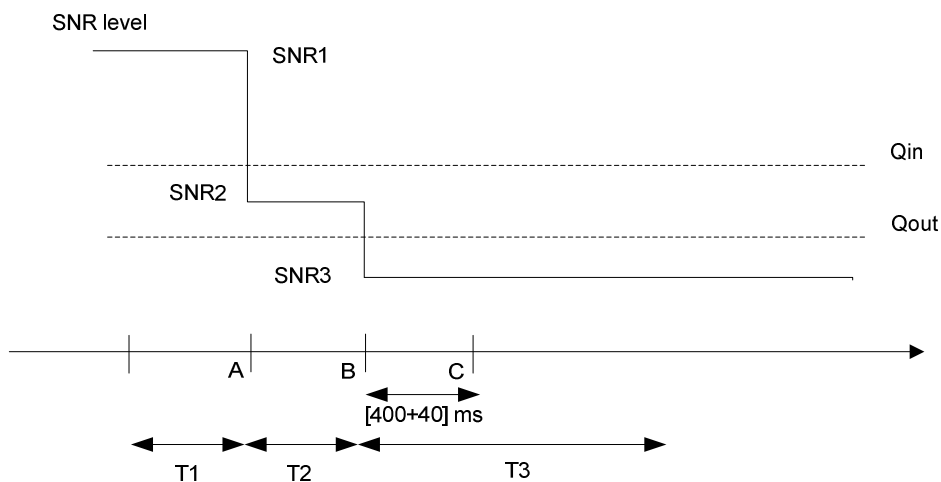 SNR level
SNR1
Qin
SNR2
Qout
SNR3
A
B
C
[400+40] ms
T1
T2
T3